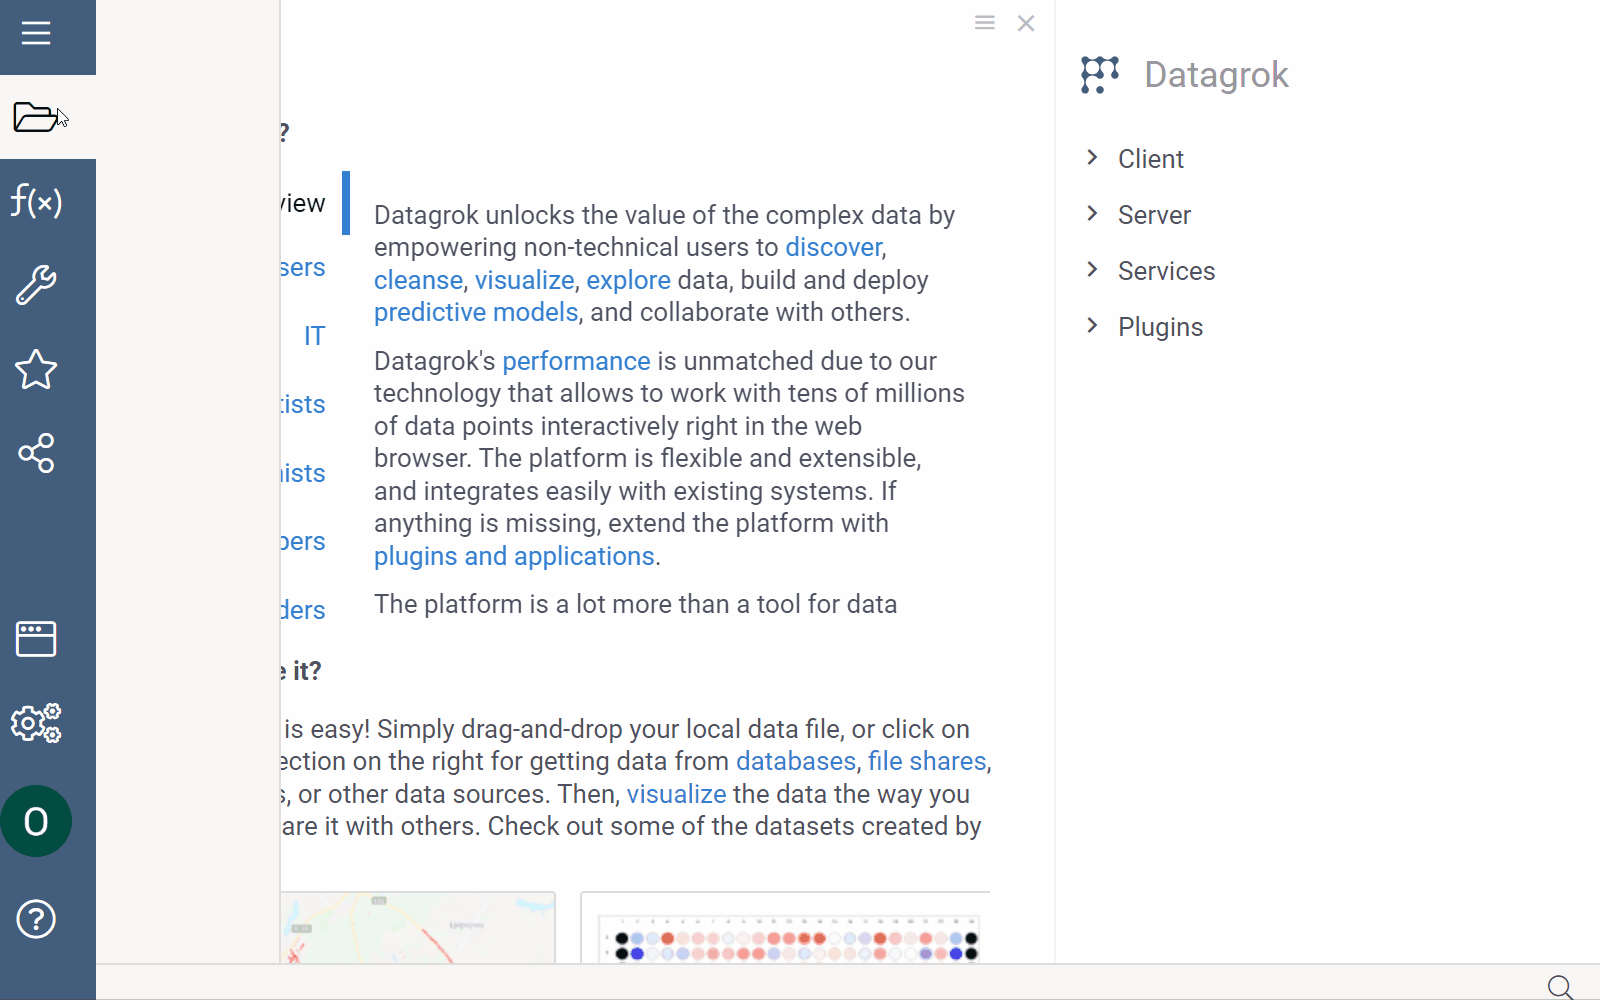 f(x)
O
?
?
view
sers
IT
tists
ists
pers
ders
Datagrok unlocks the value of the complex data by
empowering non-technical users to discover,
cleanse, visualize, explore data, build and deploy
predictive models, and collaborate with others.
Datagrok's performance is unmatched due to our
technology that allows to work with tens of millions
of data points interactively right in the web
browser. The platform is flexible and extensible,
and integrates easily with existing systems. If
anything is missing, extend the platform with
plugins and applications.
The platform is a lot more than a tool for data
e it?
is easy! Simply drag-and-drop your local data file, or click on
ection on the right for getting data from databases, file shares,
s, or other data sources. Then, visualize the data the way you
are it with others. Check out some of the datasets created by
Datagrok
Client
Server
Services
Plugins